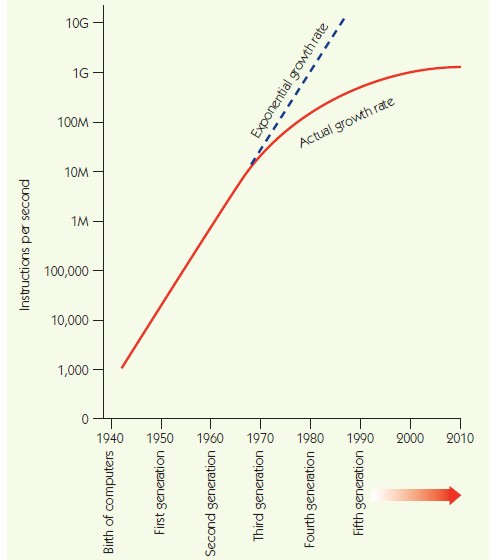 10G
1G
100M
10M
1M
100,000
10,000
1,000
0
Instructions per second
Exponential growth rate
Actual growth rate
1940 1950 1960 1970 1980 1990 2000 2010
Birth of computers
First generation
Second generation
Third generation
Fourth generation
Fifth generation